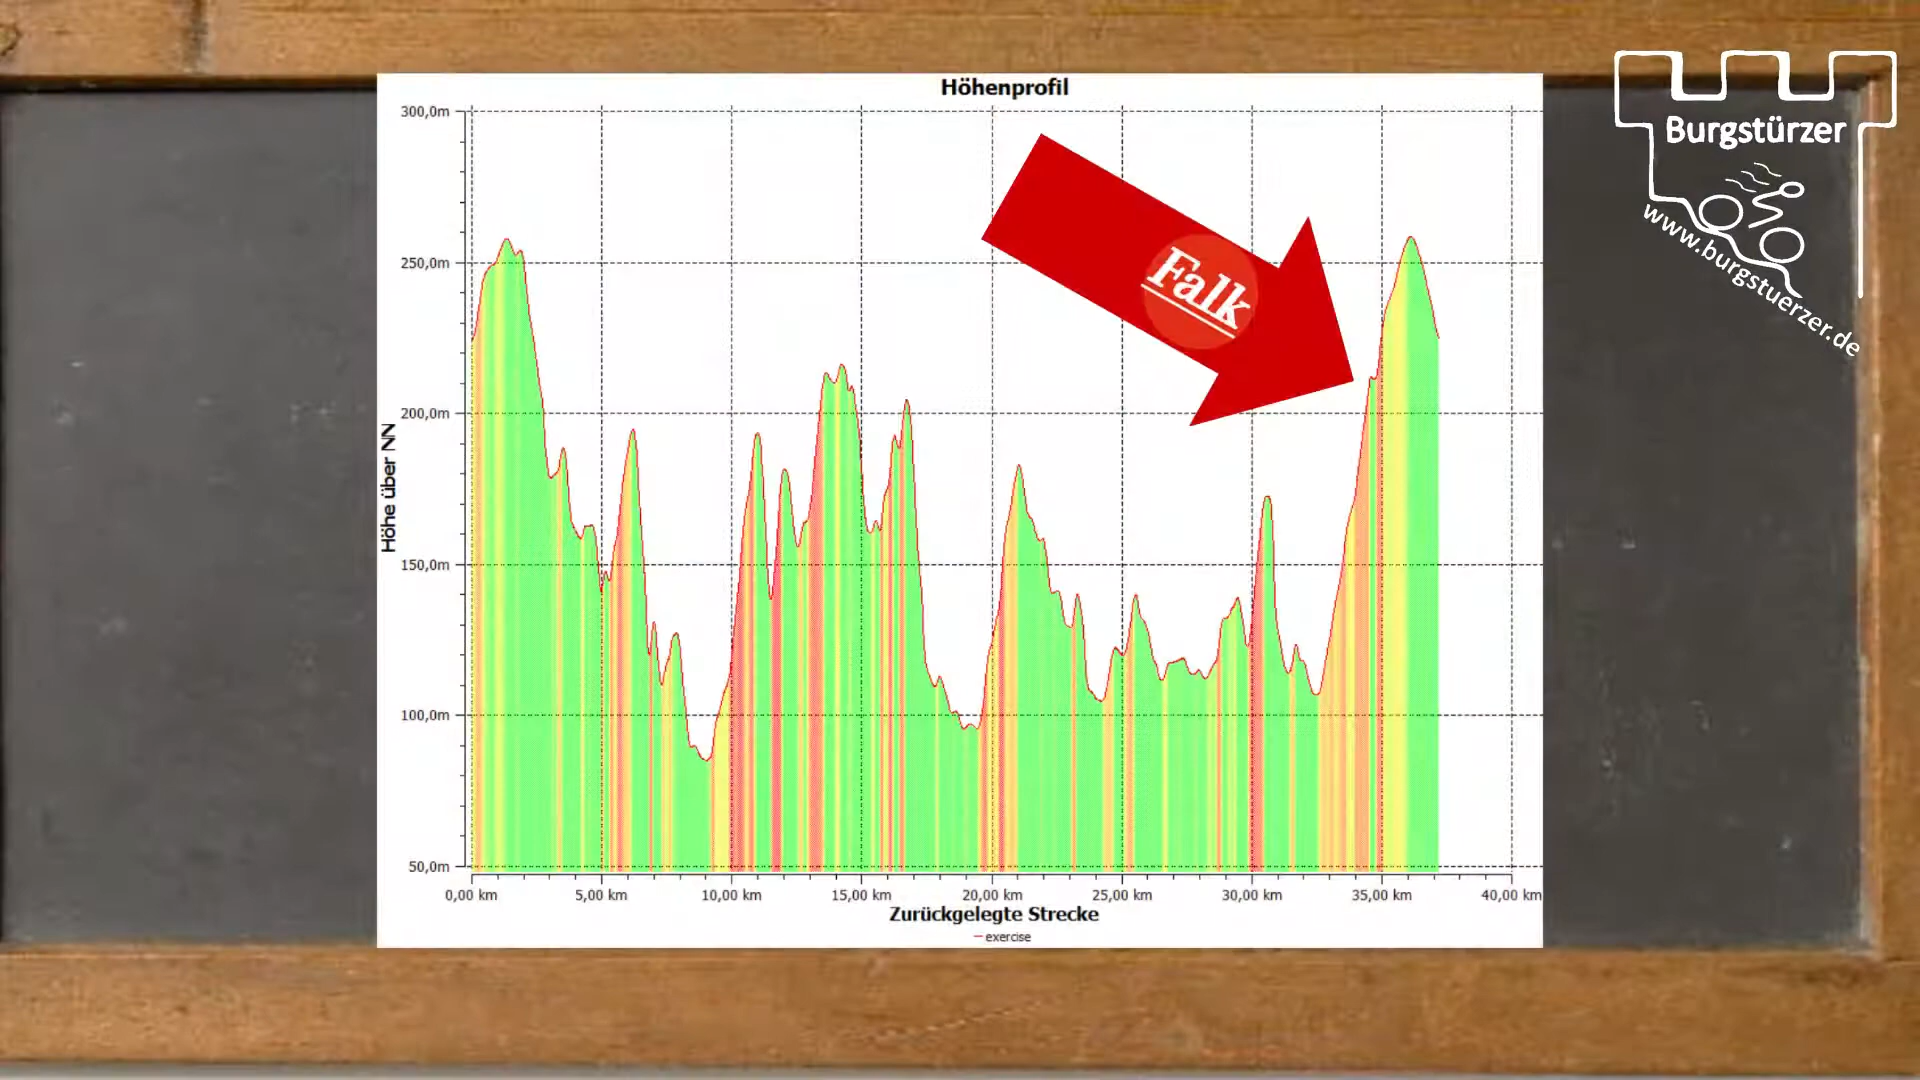 Höhenprofil
Burgstürzer
www.burgstuerzer.de
Falk
Höhe über NN
300,0m
250,0m
200,0m
150,0m
100,0m
50,0m
0,00 km 5,00 km 10,00 km 15,00 km 20,00 km 25,00 km 30,00 km 35,00 km 40,00 km
Zurückgelegte Strecke
exercise